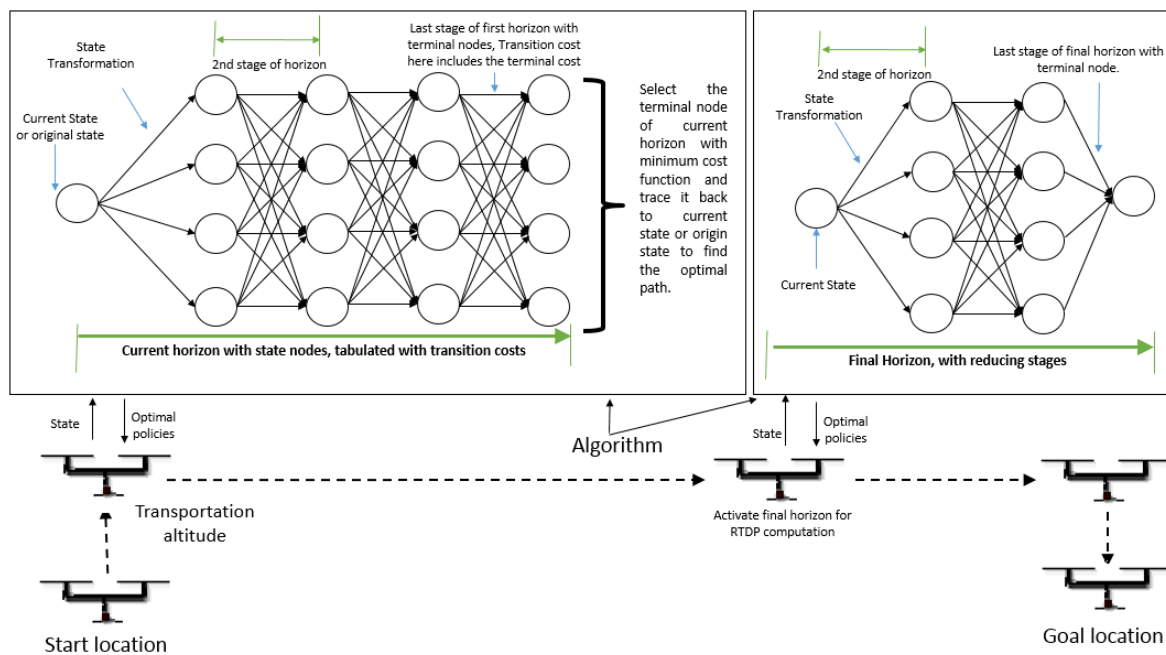 State
Transformation
Current State
or original state
2nd stage of horizon
Last stage of first horizon with
terminal nodes, Transition cost
here includes the terminal cost
Select the
terminal node
of current
horizon with
minimum cost
function and
trace it back
to current
state or origin
state to find
the optimal
path.
Current horizon with state nodes, tabulated with transition costs
2nd stage of horizon
State
Transformation
Last stage of final horizon with
terminal node.
Current State
Final Horizon, with reducing stages
State
Optimal
policies
Algorithm
State
Optimal
policies
Transportation
altitude
Activate final horizon for
RTDP computation
Start location
Goal location